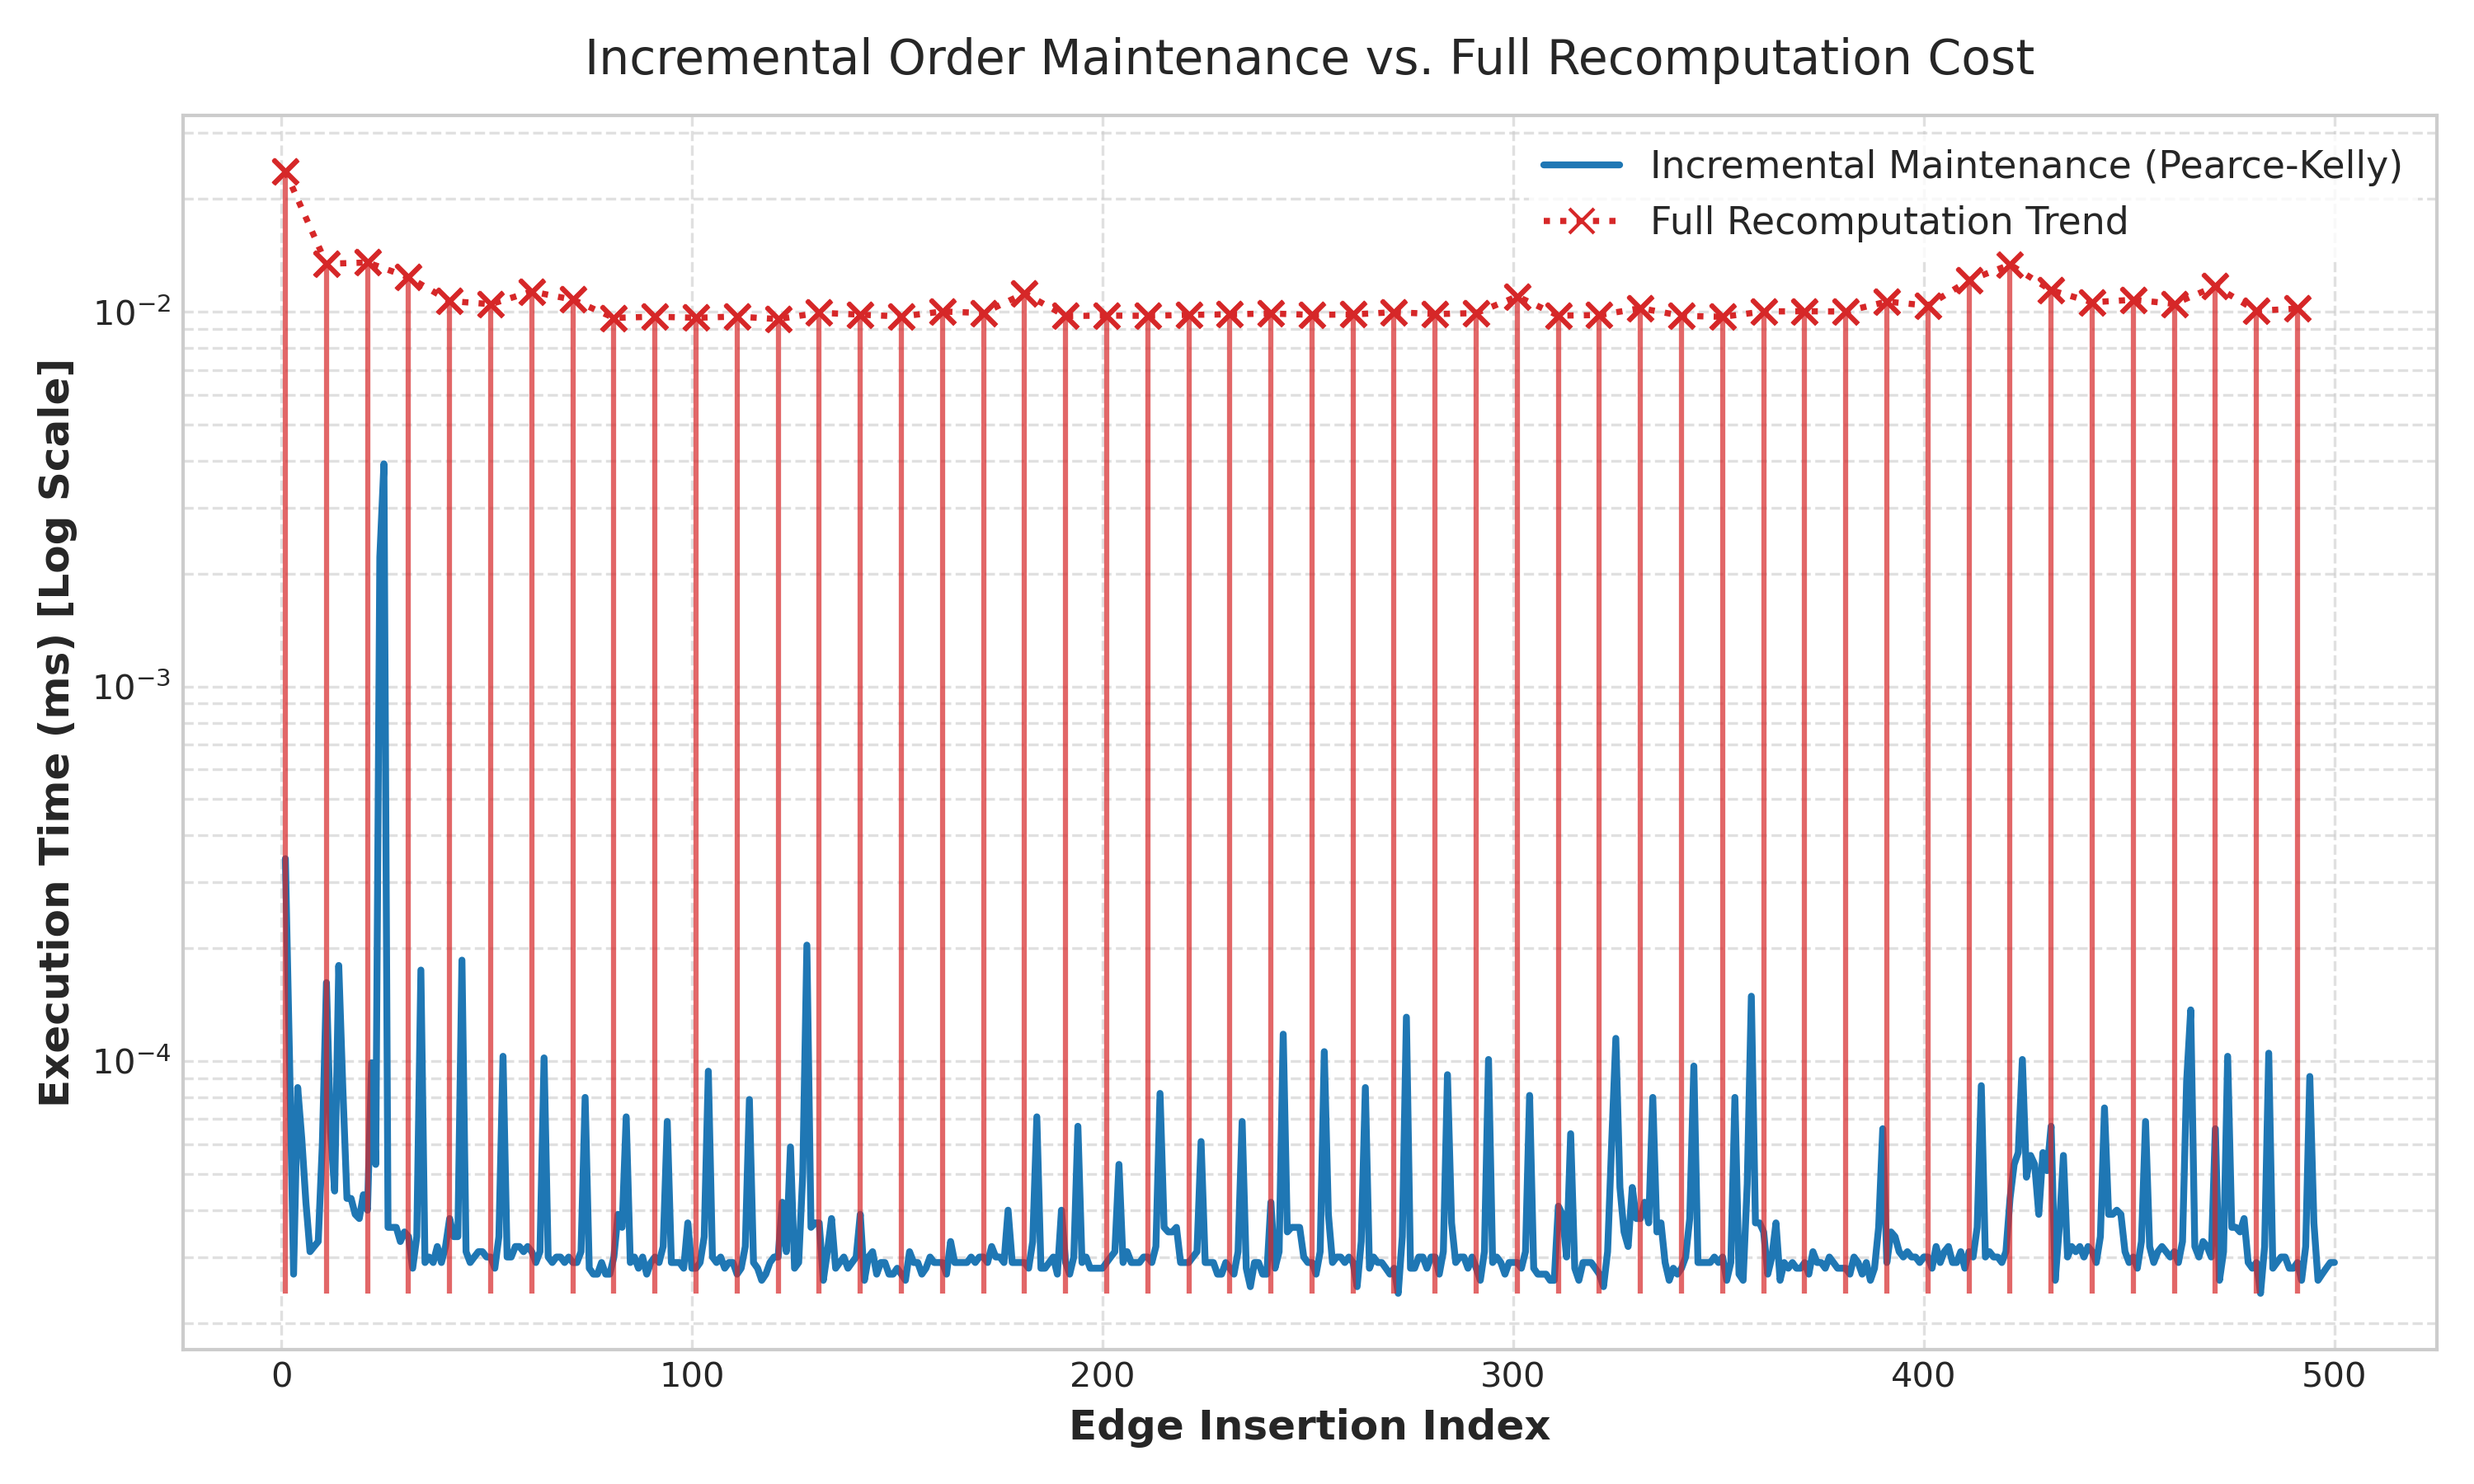 Incremental Order Maintenance vs. Full Recomputation Cost
Incremental Maintenance (Pearce-Kelly)
Full Recomputation Trend
Execution Time (ms) [Log Scale]
10⁻²
10⁻³
10⁻⁴
0 100 200 300 400 500
Edge Insertion Index